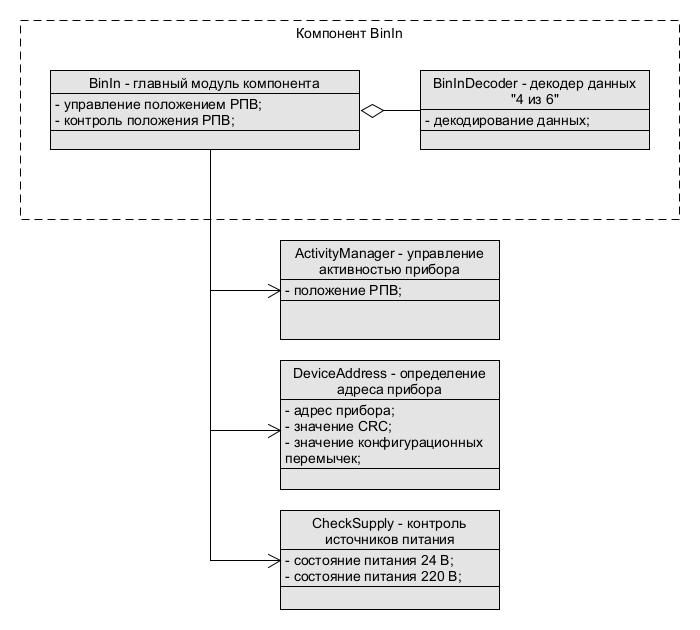 Компонент BinIn
BinIn - главный модуль компонента
- управление положением РПВ;
- контроль положения РПВ;
BinInDecoder - декодер данных
"4 из 6"
- декодирование данных;
ActivityManager - управление
активностью прибора
- положение РПВ;
DeviceAddress - определение
адреса прибора
- адрес прибора;
- значение CRC;
- значение конфигурационных
перемычек;
CheckSupply - контроль
источников питания
- состояние питания 24 В;
- состояние питания 220 В;